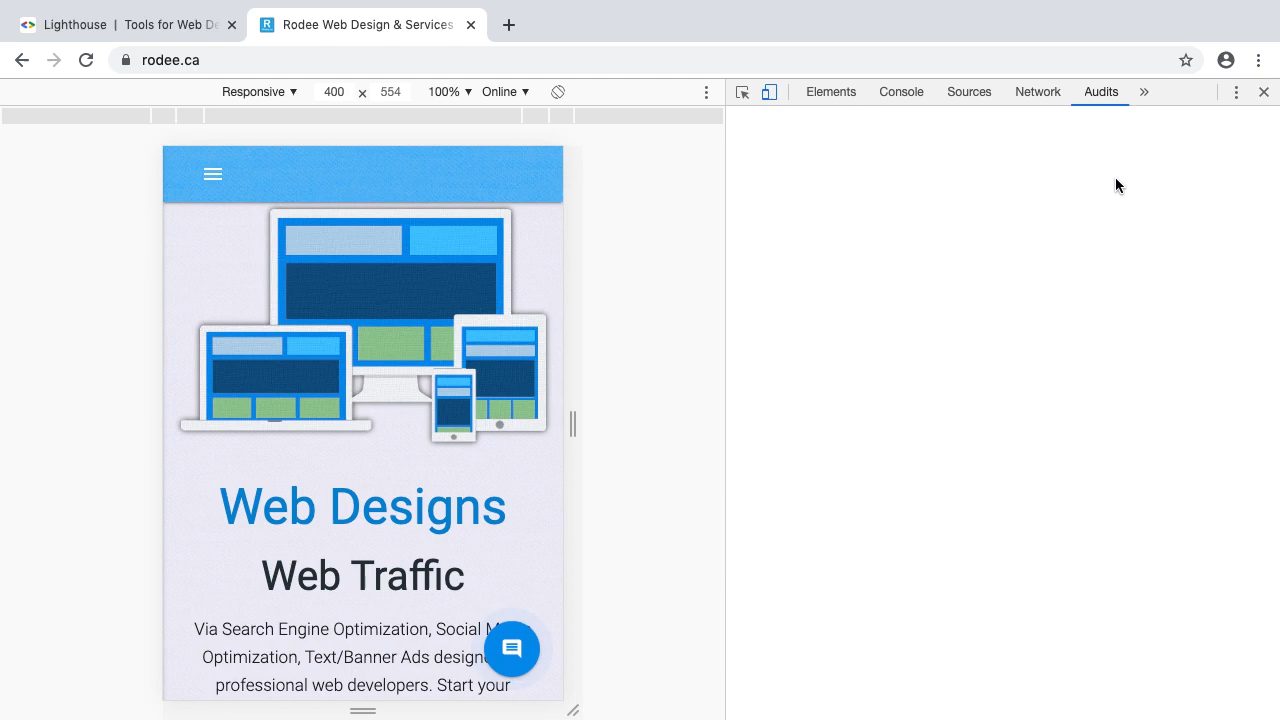 Lighthouse | Tools for Web De
Rodee Web Design & Services
rodee.ca
Responsive 400 × 554 100% Online
Elements Console Sources Network Audits
Web Designs
Web Traffic
Via Search Engine Optimization, Social
Optimization, Text/Banner Ads
professional web developers. Start your